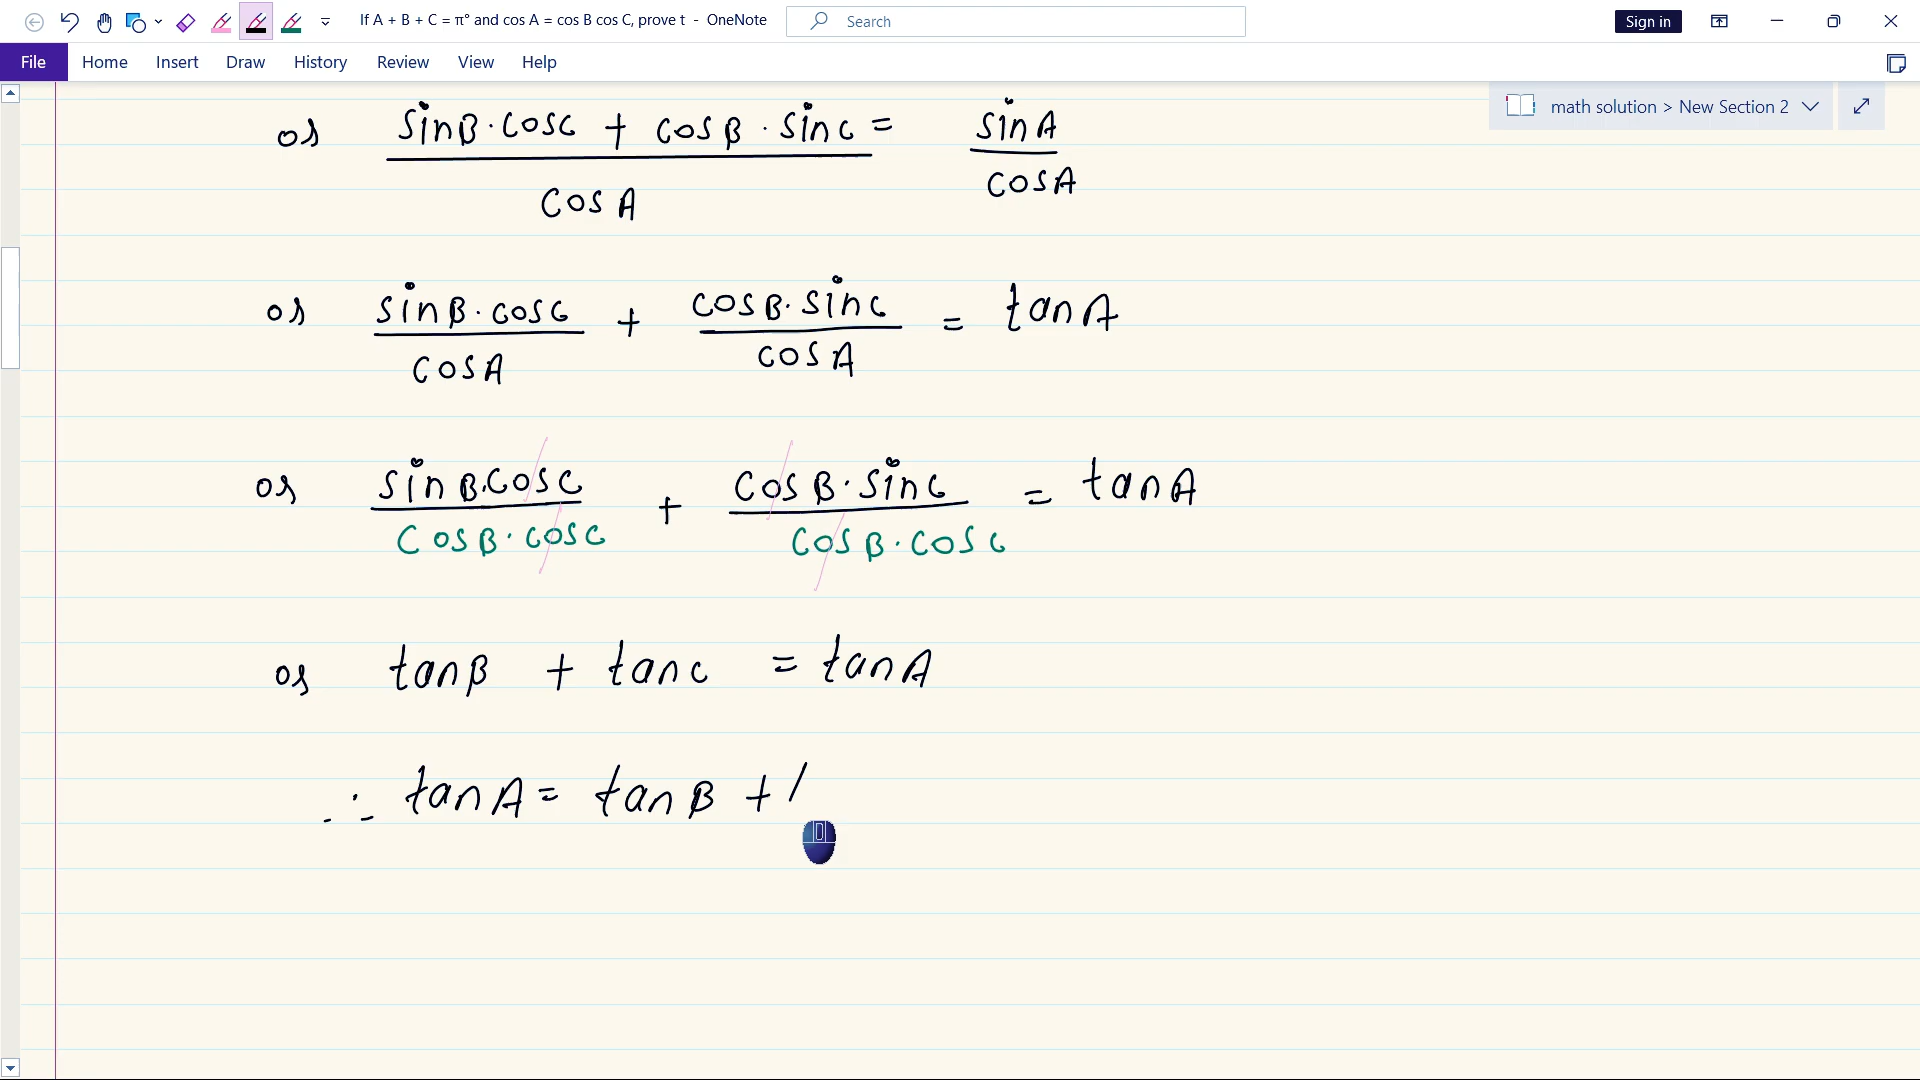 If A + B + C = π° and cos A = cos B cos C, prove t - OneNote
Search
Sign in
File Home Insert Draw History Review View Help
math solution > New Section 2
or sinB·cosC + cosB·sinC / cosA = sinA / cosA
or sinB·cosC / cosA + cosB·sinC / cosA = tanA
or sinB·cosC / cosB·cosC + cosB·sinC / cosB·cosC = tanA
or tanB + tanC = tanA
∴ tanA = tanB +